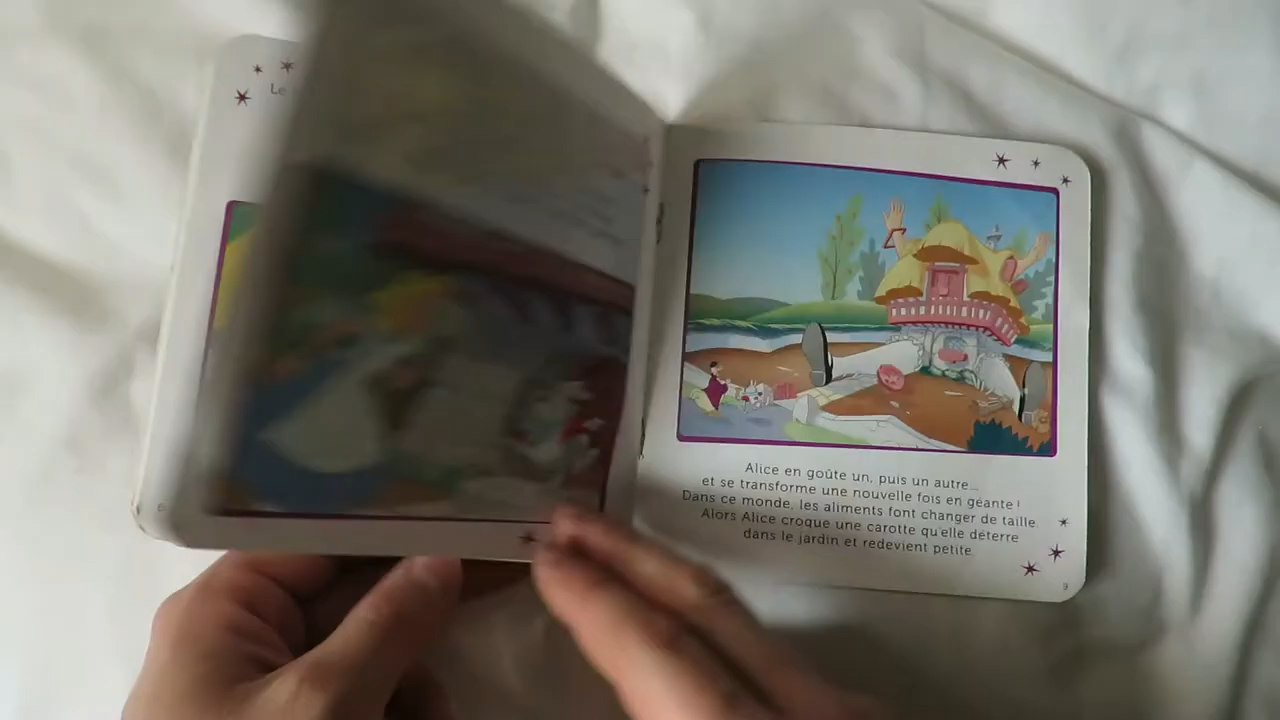 Le
Alice en goûte un, puis un autre...
et se transforme une nouvelle fois en géante !
Dans ce monde, les aliments font changer de taille.
Alors Alice croque une carotte qu'elle déterre
dans le jardin et redevient petite.
9